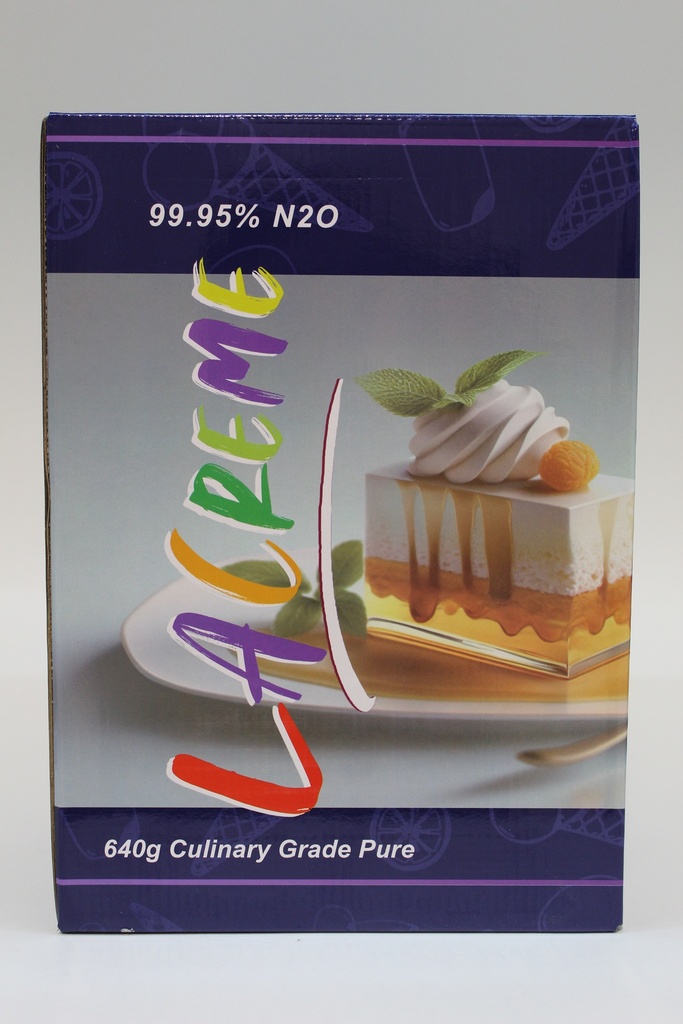 99.95% N2O
LACREME
640g Culinary Grade Pure